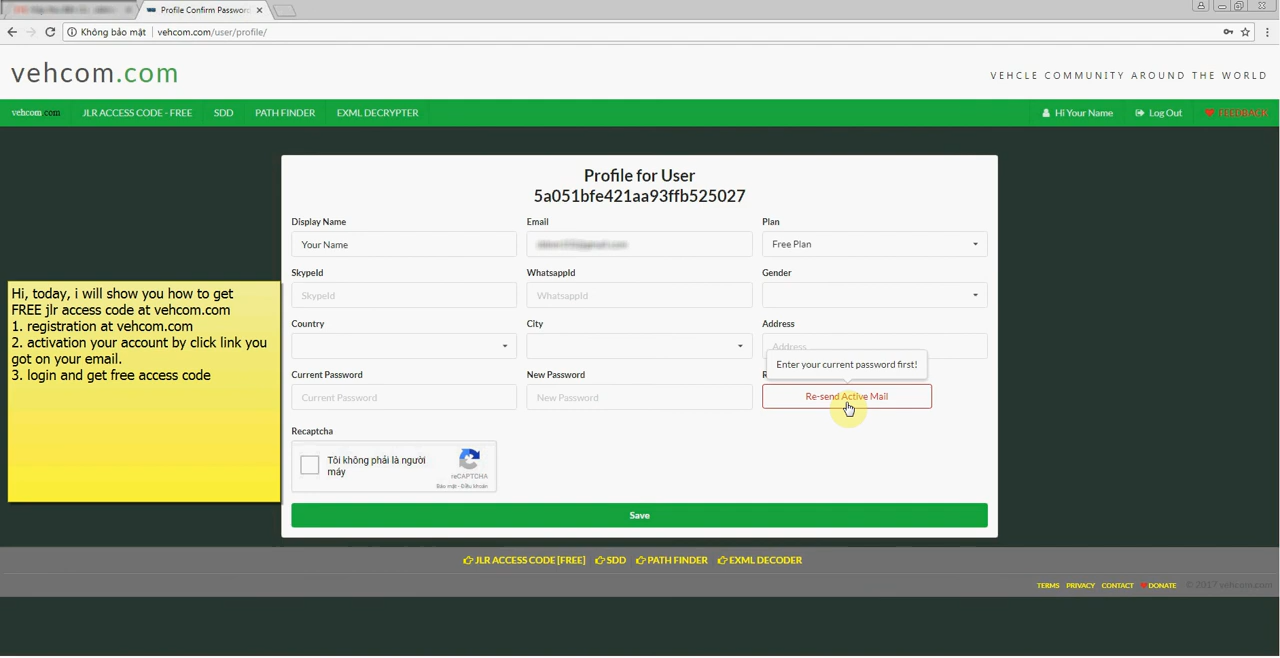 Profile Confirm Password
Không bảo mật | vehcom.com/user/profile/
vehcom.com
VEHCLE COMMUNITY AROUND THE WORLD
vehcom.com JLR ACCESS CODE - FREE SDD PATH FINDER EXML DECRYPTER Hi Your Name Log Out FEEDBACK
Profile for User
5a051bfe421aa93ffb525027
Display Name Email Plan
Your Name Free Plan
SkypeId WhatsappId Gender
SkypeId WhatsappId
Country City Address
Address
Enter your current password first!
Current Password New Password
Current Password New Password Re-send Active Mail
Recaptcha
Tôi không phải là người
máy
reCAPTCHA
Bảo mật - Điều khoản
Save
Hi, today, i will show you how to get
FREE jlr access code at vehcom.com
1. registration at vehcom.com
2. activation your account by click link you
got on your email.
3. login and get free access code
JLR ACCESS CODE [FREE] SDD PATH FINDER EXML DECODER
TERMS PRIVACY CONTACT DONATE © 2017 vehcom.com